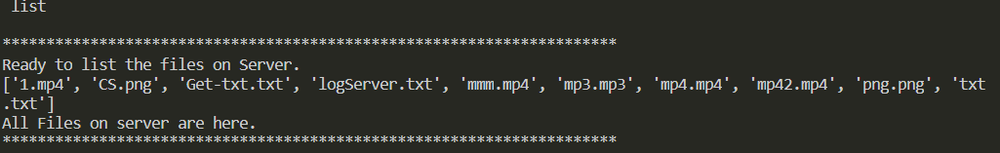 list
**********************************************************************
Ready to list the files on Server.
['1.mp4', 'CS.png', 'Get-txt.txt', 'logServer.txt', 'mmm.mp4', 'mp3.mp3', 'mp4.mp4', 'mp42.mp4', 'png.png', 'txt
.txt']
All Files on server are here.
**********************************************************************